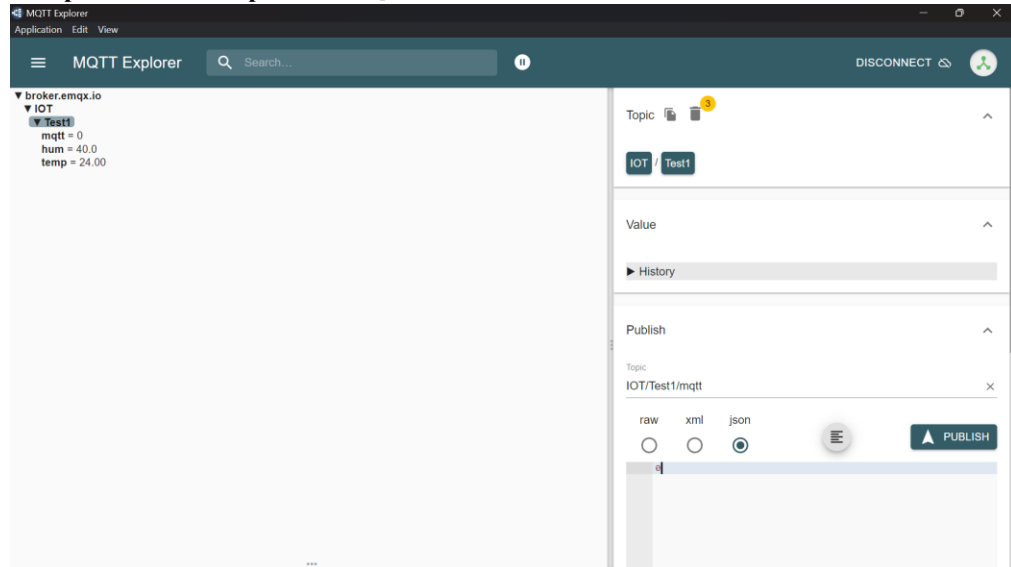 MQTT Explorer
Application Edit View
MQTT Explorer
Search...
DISCONNECT
▼ broker.emqx.io
▼ IOT
▼ Test1
mqtt = 0
hum = 40.0
temp = 24.00
Topic
3
IOT / Test1
Value
▶ History
Publish
Topic
IOT/Test1/mqtt
raw xml json
PUBLISH
0